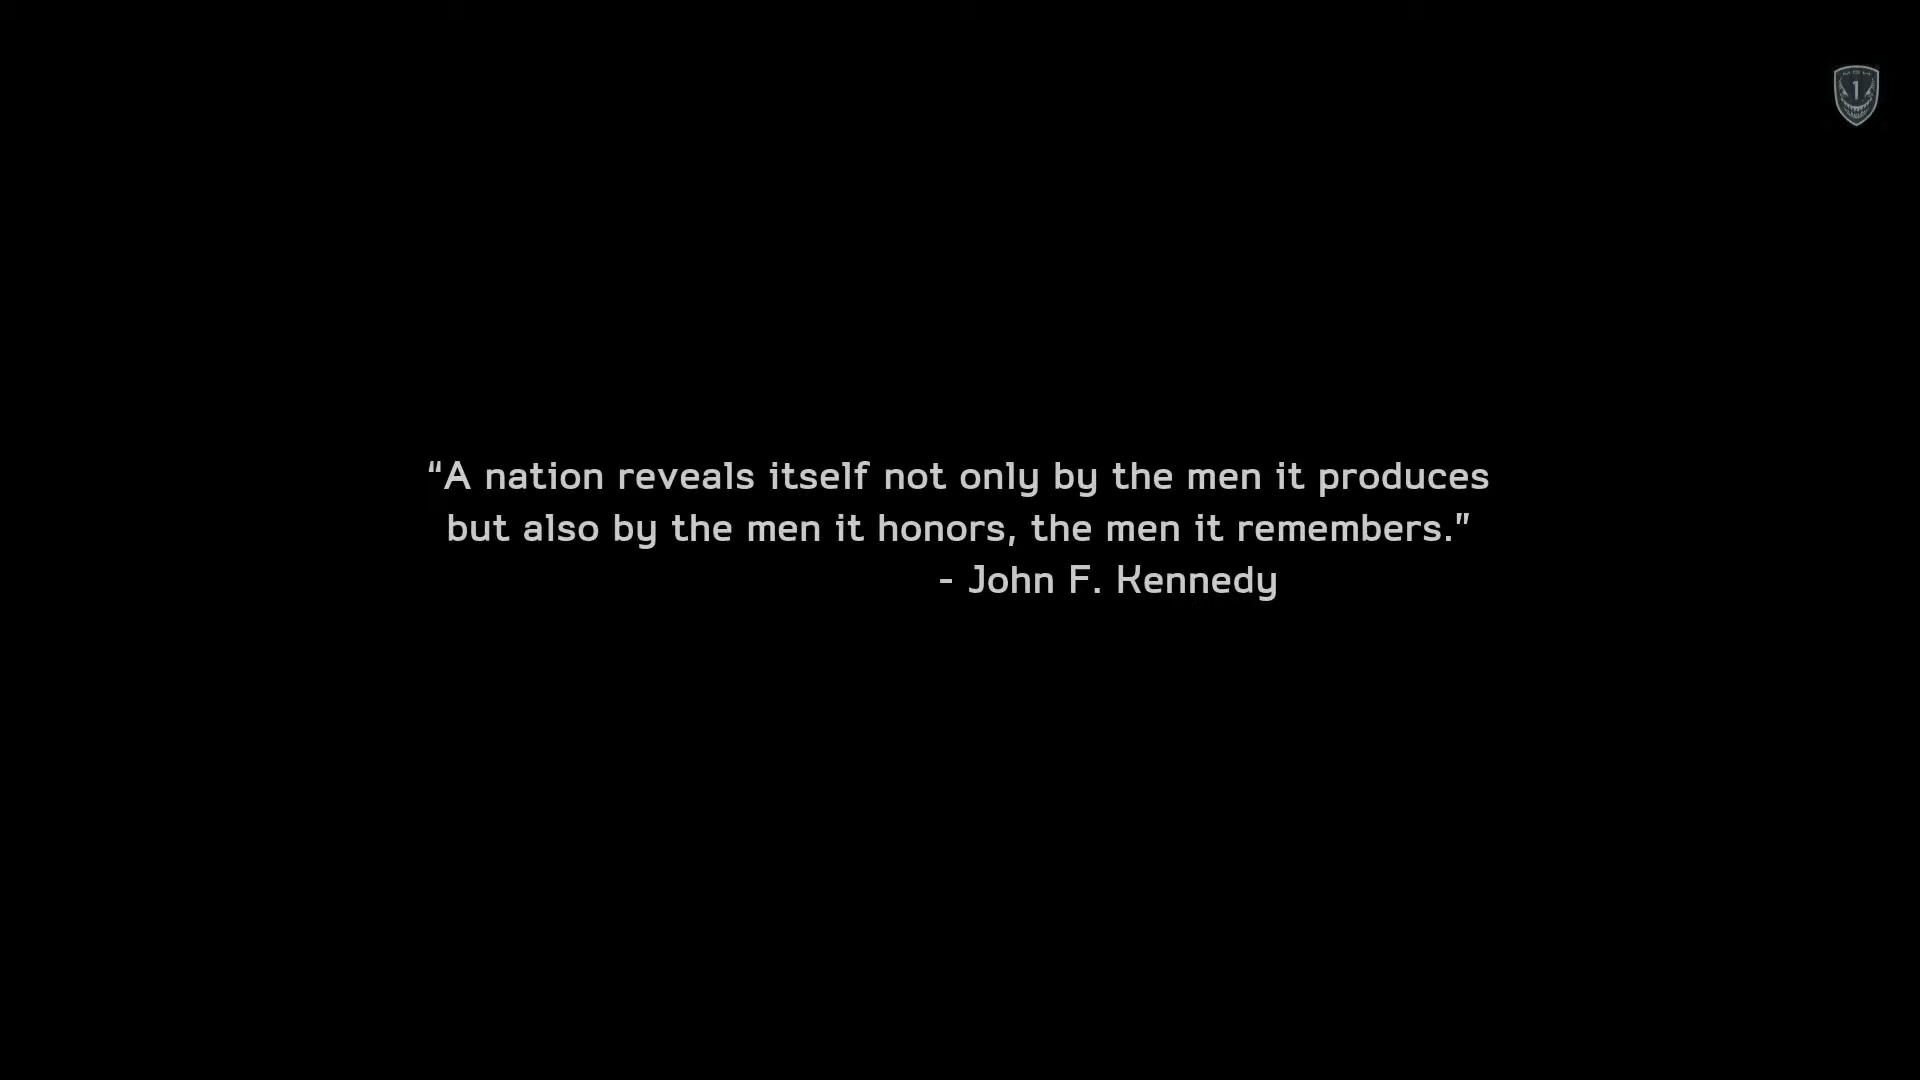 “A nation reveals itself not only by the men it produces
but also by the men it honors, the men it remembers.”
- John F. Kennedy
1